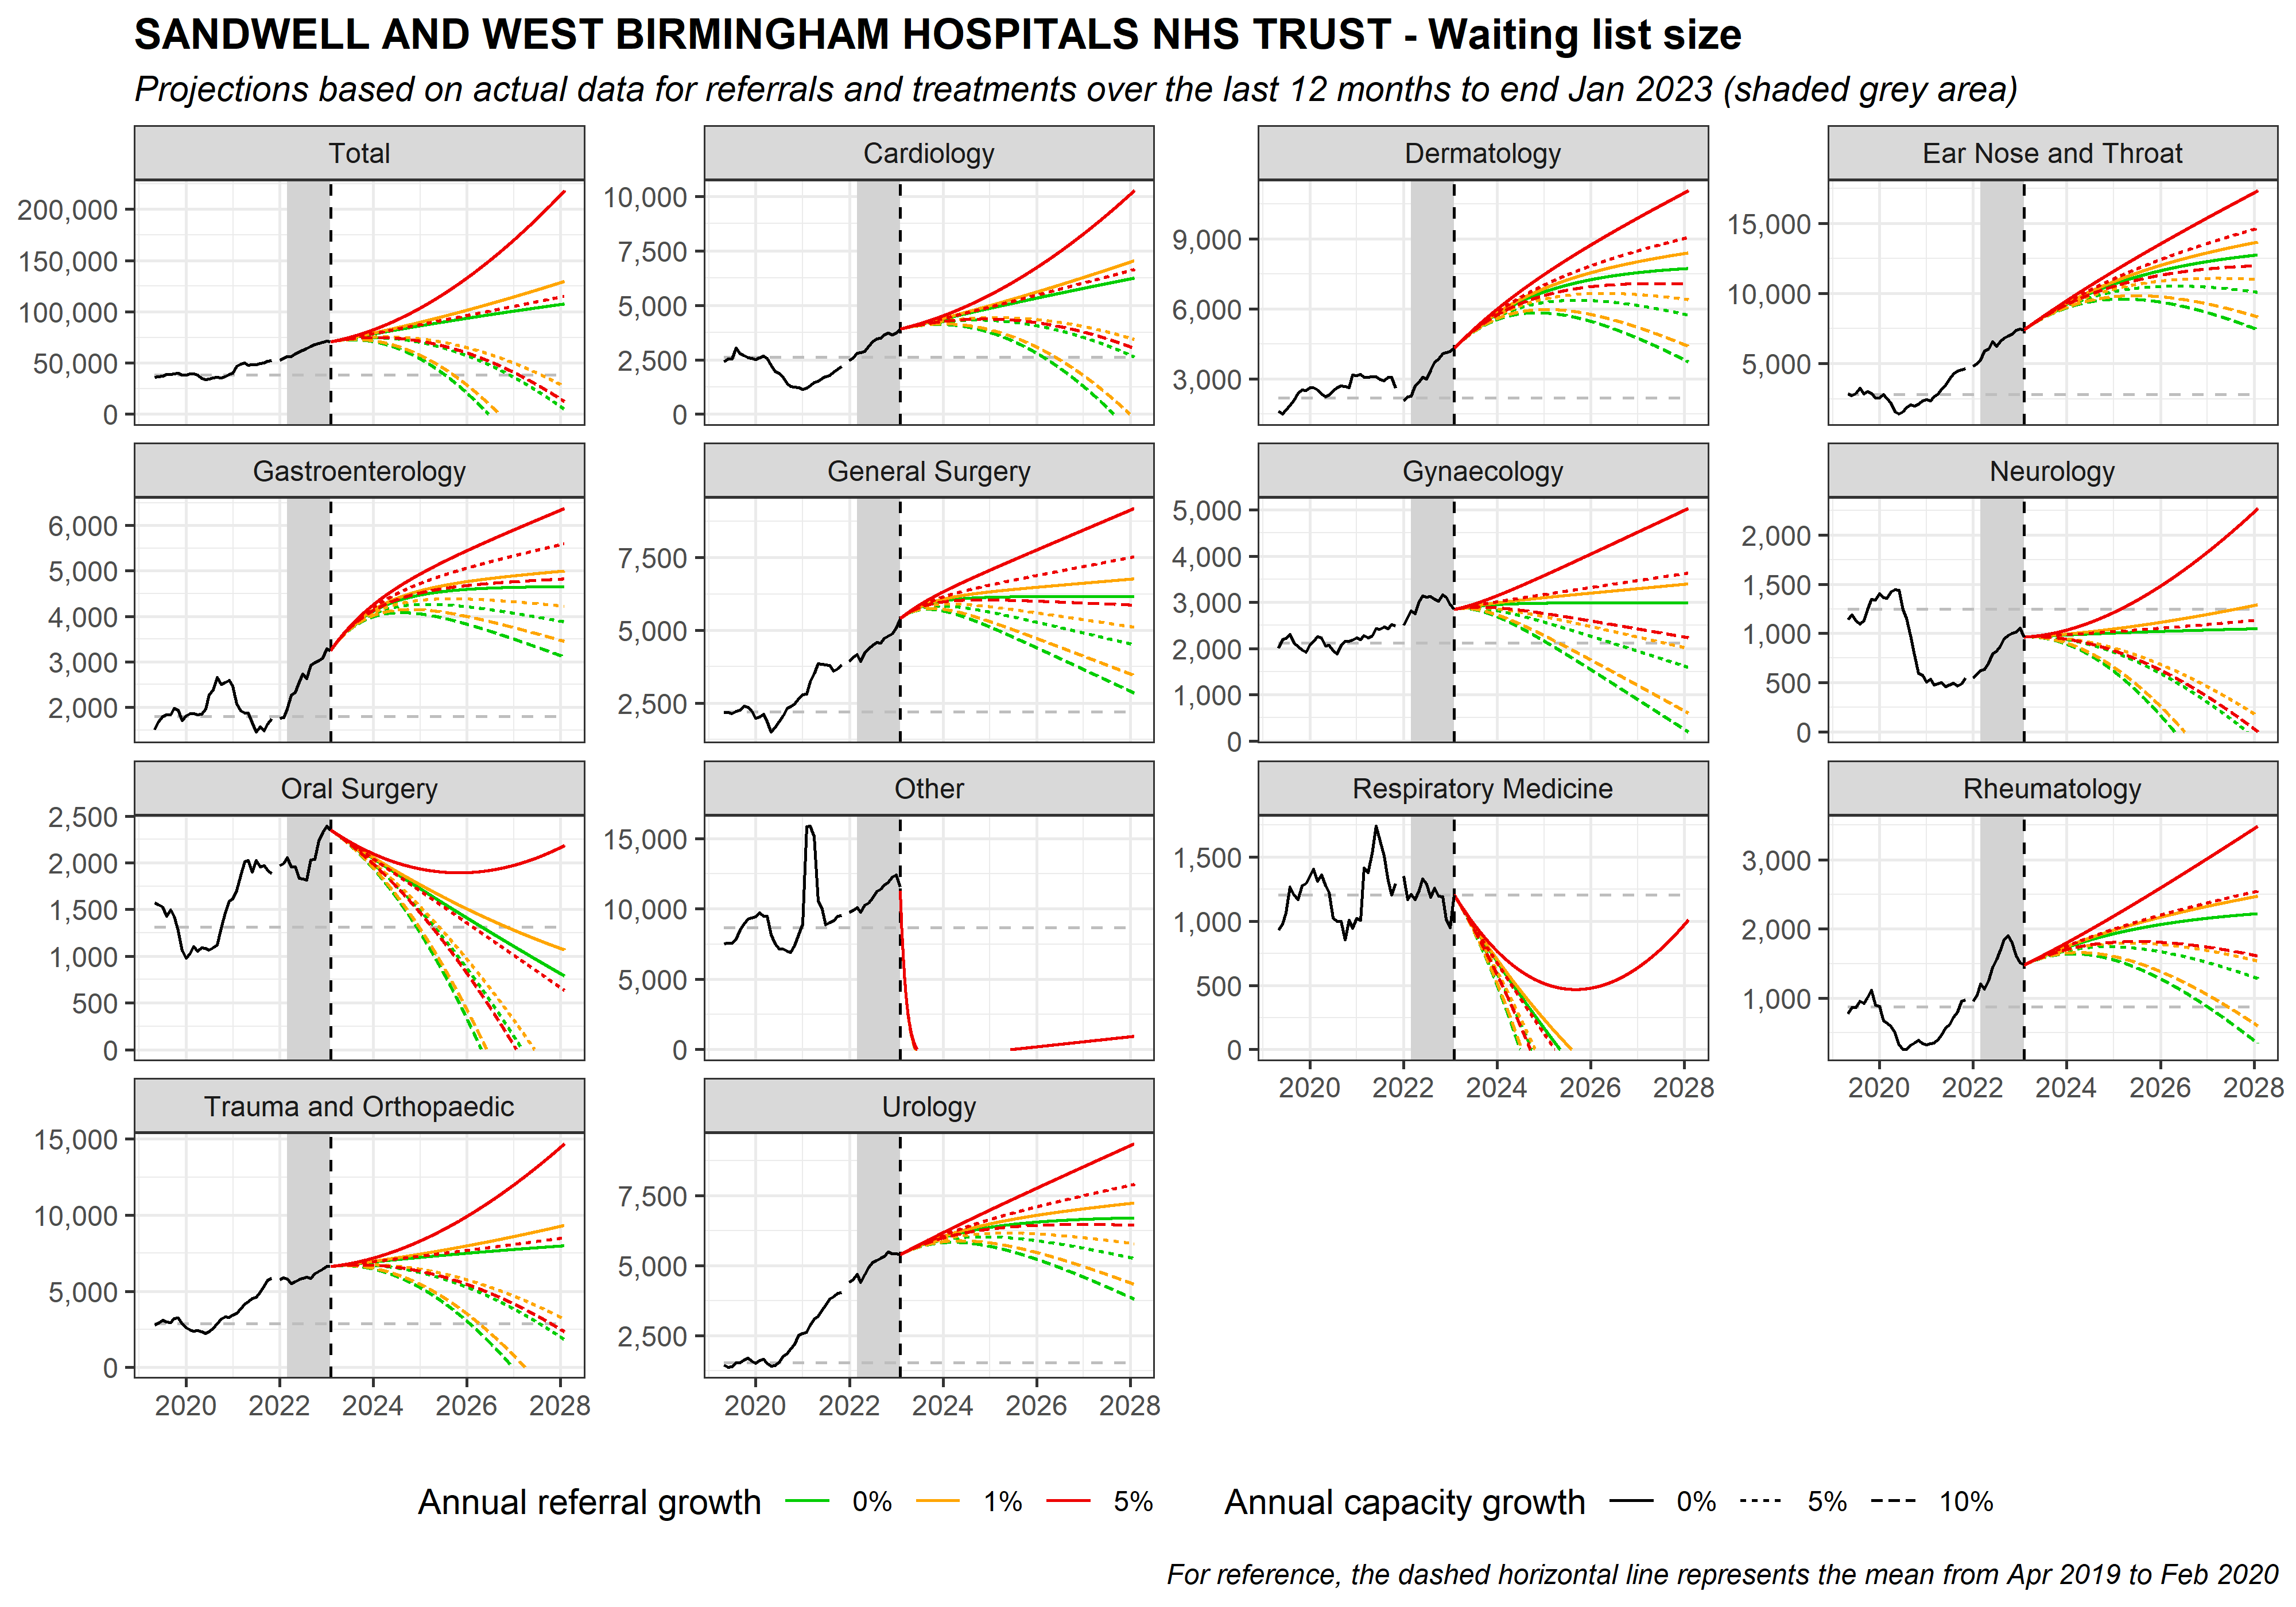 SANDWELL AND WEST BIRMINGHAM HOSPITALS NHS TRUST - Waiting list size
Projections based on actual data for referrals and treatments over the last 12 months to end Jan 2023 (shaded grey area)
Total
Cardiology
Dermatology
Ear Nose and Throat
200,000
150,000
100,000
50,000
0
10,000
7,500
5,000
2,500
0
9,000
6,000
3,000
15,000
10,000
5,000
Gastroenterology
General Surgery
Gynaecology
Neurology
6,000
5,000
4,000
3,000
2,000
7,500
5,000
2,500
5,000
4,000
3,000
2,000
1,000
0
2,000
1,500
1,000
500
0
Oral Surgery
Other
Respiratory Medicine
Rheumatology
2,500
2,000
1,500
1,000
500
0
15,000
10,000
5,000
0
1,500
1,000
500
0
3,000
2,000
1,000
2020 2022 2024 2026 2028
2020 2022 2024 2026 2028
Trauma and Orthopaedic
Urology
15,000
10,000
5,000
0
7,500
5,000
2,500
2020 2022 2024 2026 2028
2020 2022 2024 2026 2028
Annual referral growth 0% 1% 5%
Annual capacity growth 0% 5% 10%
For reference, the dashed horizontal line represents the mean from Apr 2019 to Feb 2020